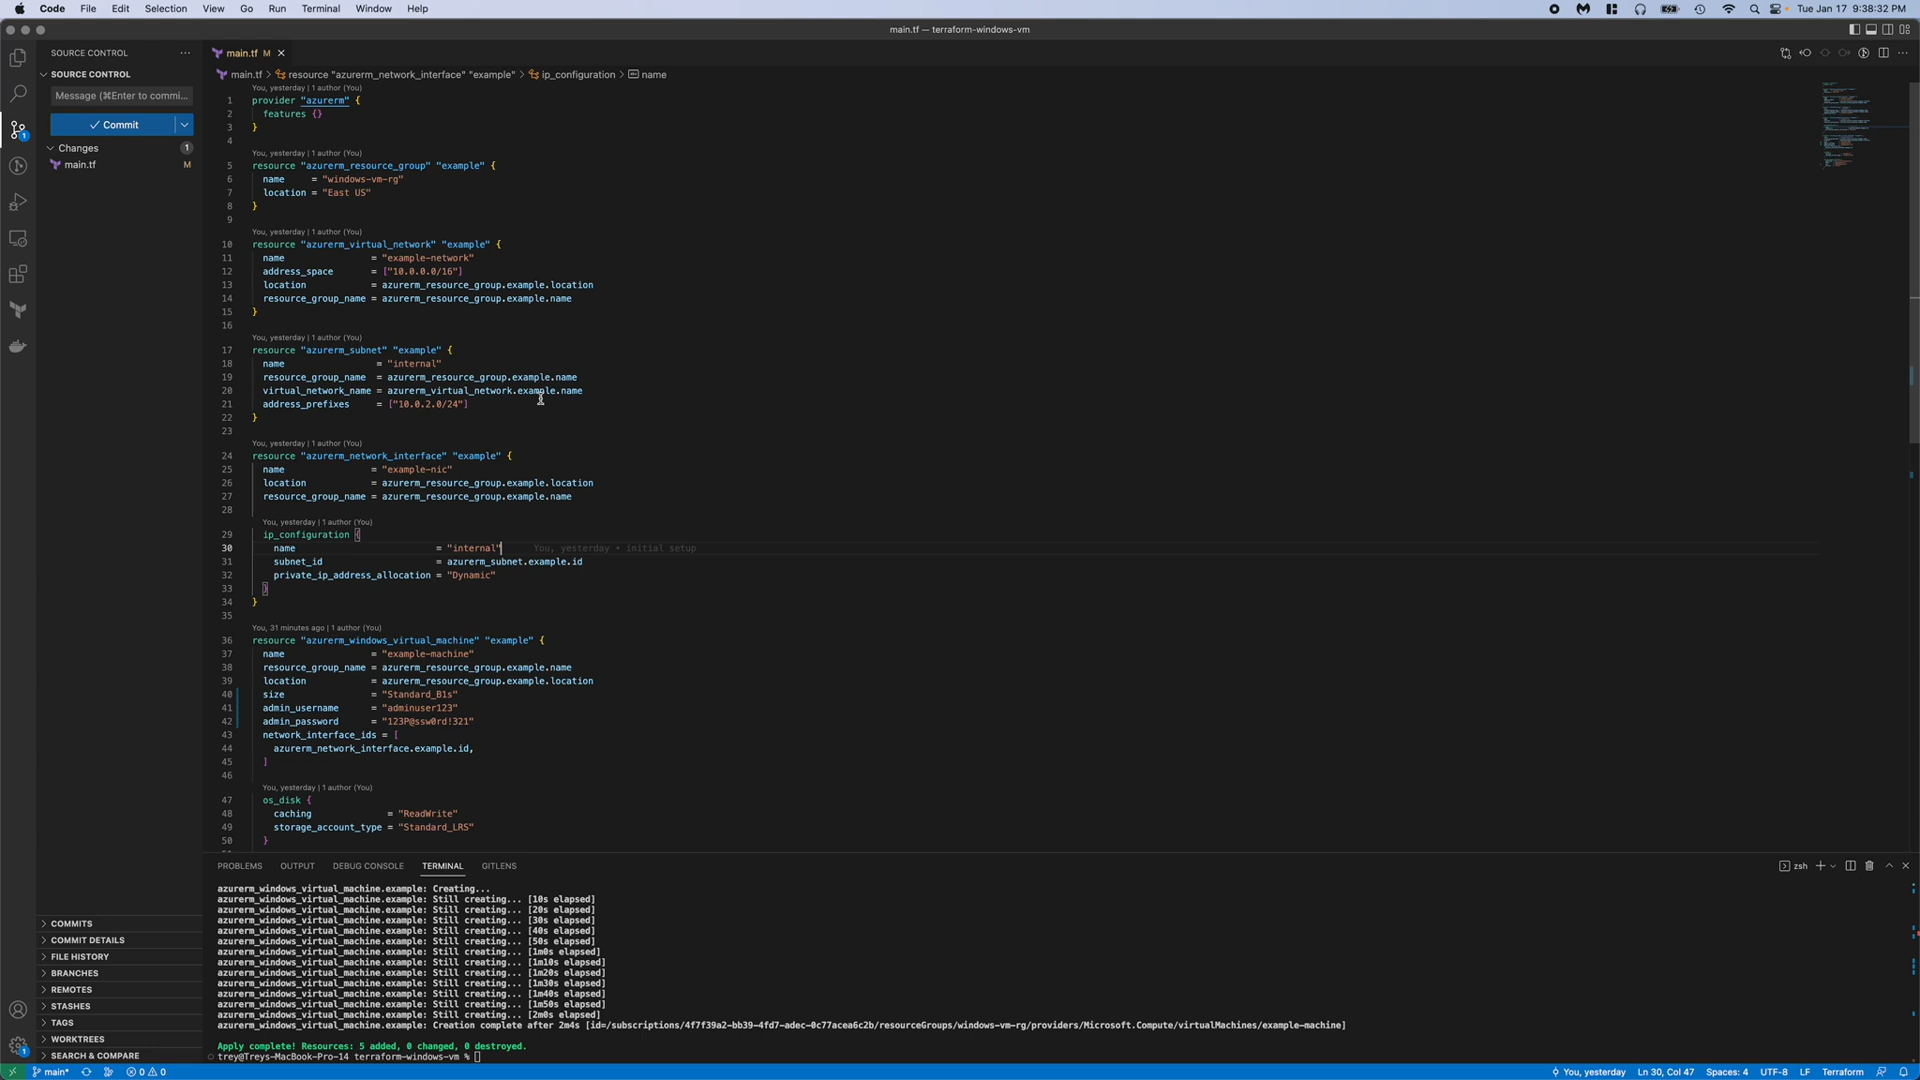 Code File Edit Selection View Go Run Terminal Window Help
Tue Jan 17 9:38:32 PM
main.tf — terraform-windows-vm
SOURCE CONTROL
SOURCE CONTROL
Message (⌘Enter to commi...
Commit
Changes 1
main.tf M
main.tf M
main.tf > resource "azurerm_network_interface" "example" > ip_configuration > name
You, yesterday | 1 author (You)
1 provider "azurerm" {
2 features {}
3 }
4
You, yesterday | 1 author (You)
5 resource "azurerm_resource_group" "example" {
6 name = "windows-vm-rg"
7 location = "East US"
8 }
9
You, yesterday | 1 author (You)
10 resource "azurerm_virtual_network" "example" {
11 name = "example-network"
12 address_space = ["10.0.0.0/16"]
13 location = azurerm_resource_group.example.location
14 resource_group_name = azurerm_resource_group.example.name
15 }
16
You, yesterday | 1 author (You)
17 resource "azurerm_subnet" "example" {
18 name = "internal"
19 resource_group_name = azurerm_resource_group.example.name
20 virtual_network_name = azurerm_virtual_network.example.name
21 address_prefixes = ["10.0.2.0/24"]
22 }
23
You, yesterday | 1 author (You)
24 resource "azurerm_network_interface" "example" {
25 name = "example-nic"
26 location = azurerm_resource_group.example.location
27 resource_group_name = azurerm_resource_group.example.name
28
You, yesterday | 1 author (You)
29 ip_configuration {
30 name = "internal" You, yesterday • initial setup
31 subnet_id = azurerm_subnet.example.id
32 private_ip_address_allocation = "Dynamic"
33 }
34 }
35
You, 31 minutes ago | 1 author (You)
36 resource "azurerm_windows_virtual_machine" "example" {
37 name = "example-machine"
38 resource_group_name = azurerm_resource_group.example.name
39 location = azurerm_resource_group.example.location
40 size = "Standard_B1s"
41 admin_username = "adminuser123"
42 admin_password = "123P@ssw0rd!321"
43 network_interface_ids = [
44 azurerm_network_interface.example.id,
45 ]
46
You, yesterday | 1 author (You)
47 os_disk {
48 caching = "ReadWrite"
49 storage_account_type = "Standard_LRS"
50 }
PROBLEMS OUTPUT DEBUG CONSOLE TERMINAL GITLENS
zsh
azurerm_windows_virtual_machine.example: Creating...
azurerm_windows_virtual_machine.example: Still creating... [10s elapsed]
azurerm_windows_virtual_machine.example: Still creating... [20s elapsed]
azurerm_windows_virtual_machine.example: Still creating... [30s elapsed]
azurerm_windows_virtual_machine.example: Still creating... [40s elapsed]
azurerm_windows_virtual_machine.example: Still creating... [50s elapsed]
azurerm_windows_virtual_machine.example: Still creating... [1m0s elapsed]
azurerm_windows_virtual_machine.example: Still creating... [1m10s elapsed]
azurerm_windows_virtual_machine.example: Still creating... [1m20s elapsed]
azurerm_windows_virtual_machine.example: Still creating... [1m30s elapsed]
azurerm_windows_virtual_machine.example: Still creating... [1m40s elapsed]
azurerm_windows_virtual_machine.example: Still creating... [1m50s elapsed]
azurerm_windows_virtual_machine.example: Still creating... [2m0s elapsed]
azurerm_windows_virtual_machine.example: Creation complete after 2m4s [id=/subscriptions/4f7f39a2-bb39-4fd7-adec-0c77acea6c2b/resourceGroups/windows-vm-rg/providers/Microsoft.Compute/virtualMachines/example-machine]
Apply complete! Resources: 5 added, 0 changed, 0 destroyed.
trey@Treys-MacBook-Pro-14 terraform-windows-vm %
COMMITS
COMMIT DETAILS
FILE HISTORY
BRANCHES
REMOTES
STASHES
TAGS
WORKTREES
SEARCH & COMPARE
1
1
main* 0 0
You, yesterday Ln 30, Col 47 Spaces: 4 UTF-8 LF Terraform